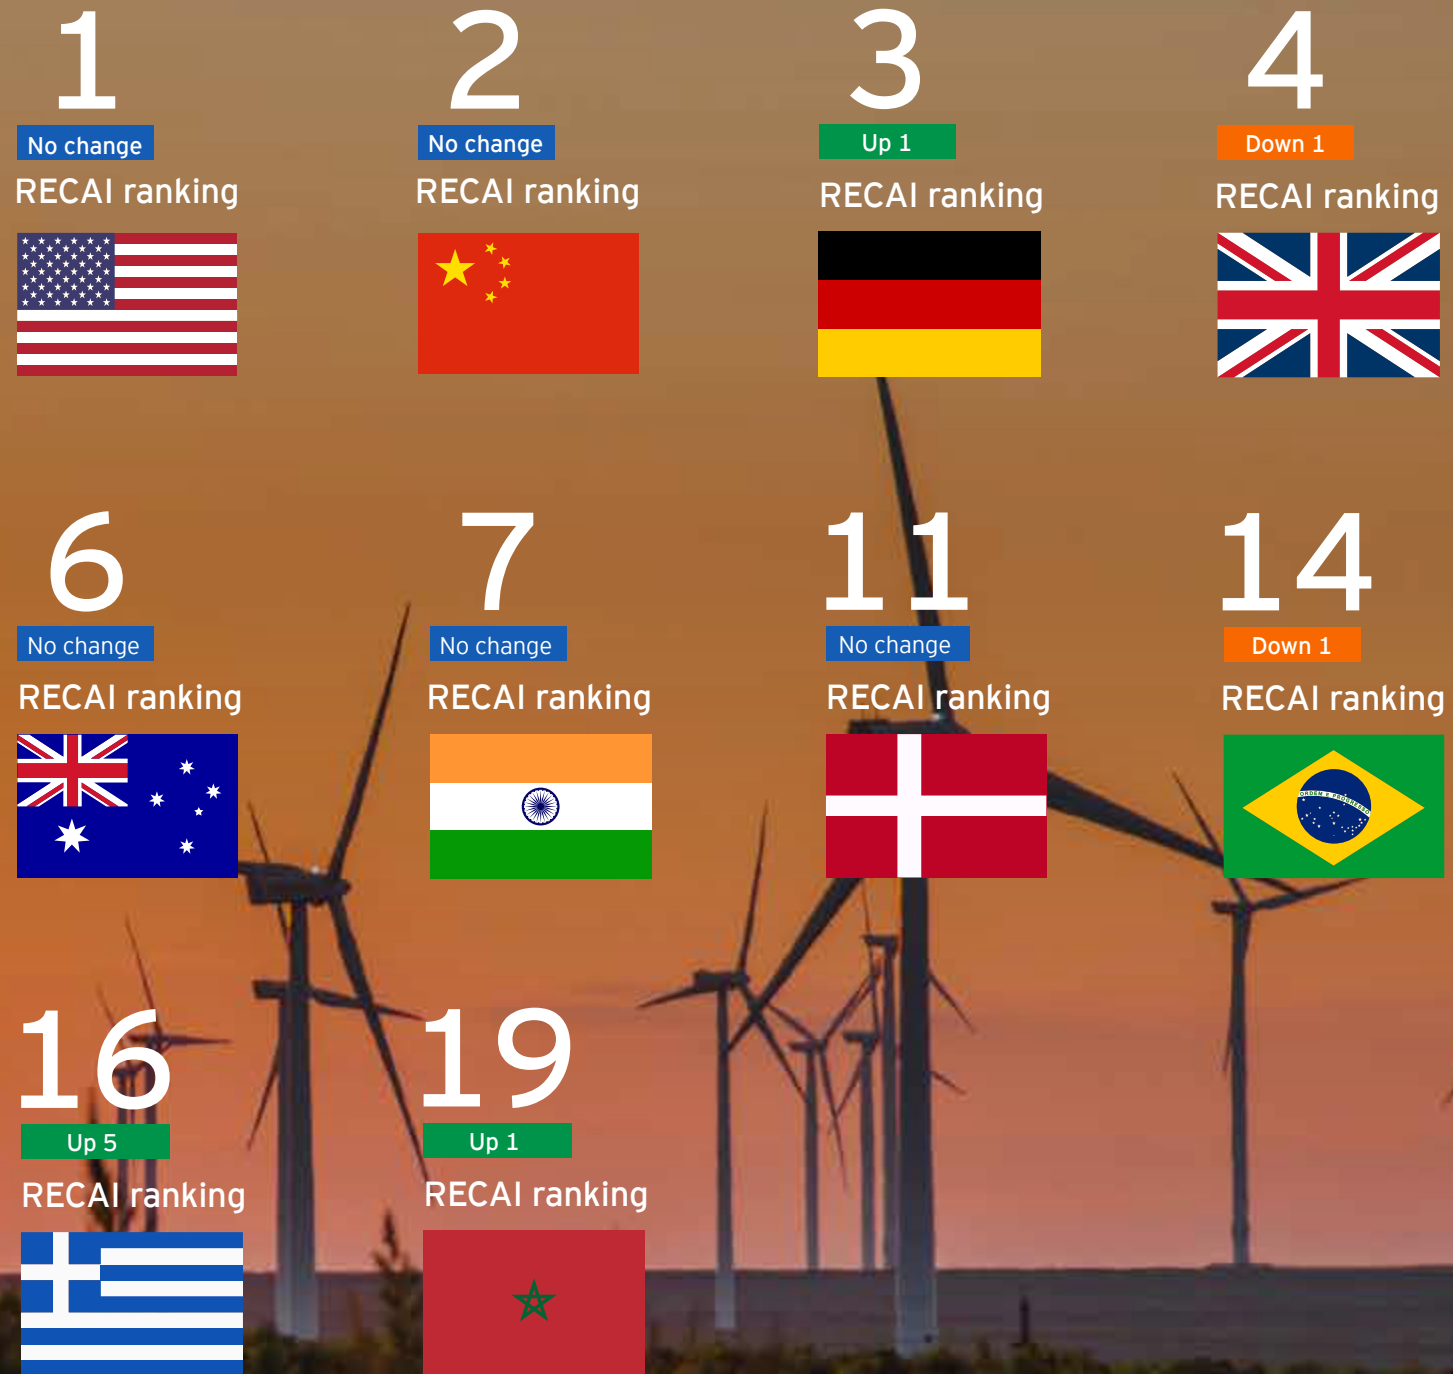 1
No change
RECAI ranking
2
No change
RECAI ranking
3
Up 1
RECAI ranking
4
Down 1
RECAI ranking
6
No change
RECAI ranking
7
No change
RECAI ranking
11
No change
RECAI ranking
14
Down 1
RECAI ranking
ORDEM E PROGRESSO
16
Up 5
RECAI ranking
19
Up 1
RECAI ranking